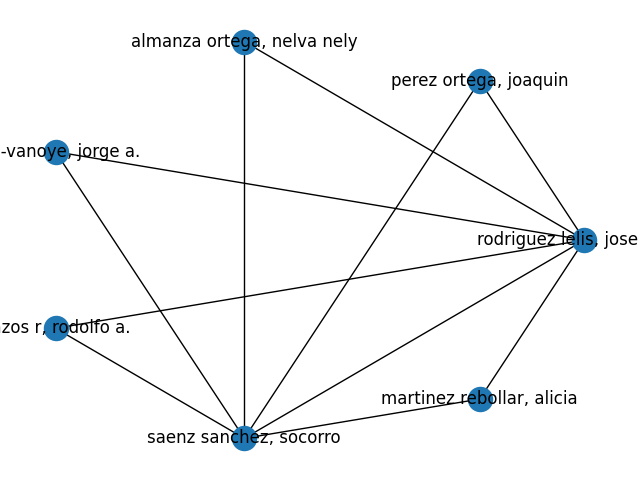 almanza ortega, nelva nely
perez ortega, joaquin
-vanoye, jorge a.
rodriguez lelis, jose
zos r, rodolfo a.
martinez rebollar, alicia
saenz sanchez, socorro